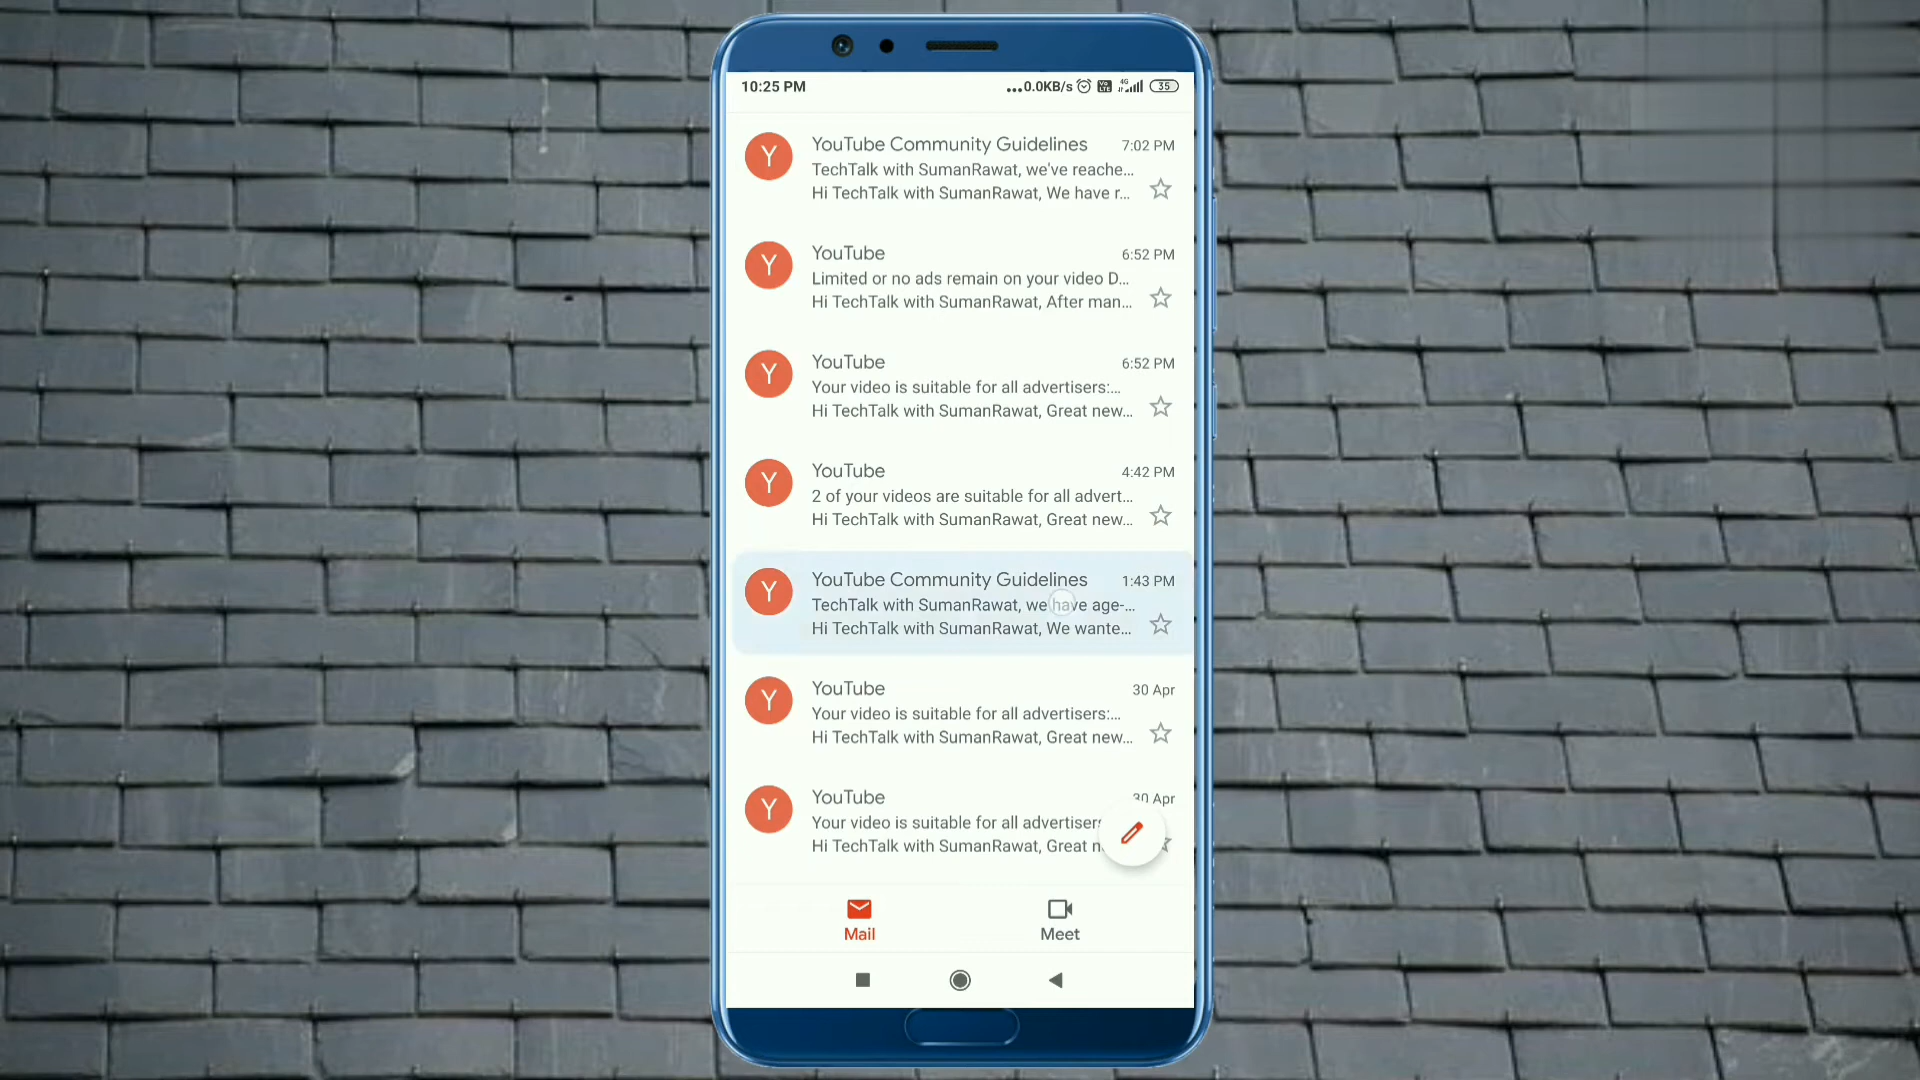 10:25 PM
...0.0KB/s 4G 35
Y YouTube Community Guidelines 7:02 PM
TechTalk with SumanRawat, we've reache...
Hi TechTalk with SumanRawat, We have r...
Y YouTube 6:52 PM
Limited or no ads remain on your video D...
Hi TechTalk with SumanRawat, After man...
Y YouTube 6:52 PM
Your video is suitable for all advertisers:...
Hi TechTalk with SumanRawat, Great new...
Y YouTube 4:42 PM
2 of your videos are suitable for all advert...
Hi TechTalk with SumanRawat, Great new...
Y YouTube Community Guidelines 1:43 PM
TechTalk with SumanRawat, we have age-...
Hi TechTalk with SumanRawat, We wante...
Y YouTube 30 Apr
Your video is suitable for all advertisers:...
Hi TechTalk with SumanRawat, Great new...
Y YouTube 30 Apr
Your video is suitable for all advertisers
Hi TechTalk with SumanRawat, Great n
Mail
Meet